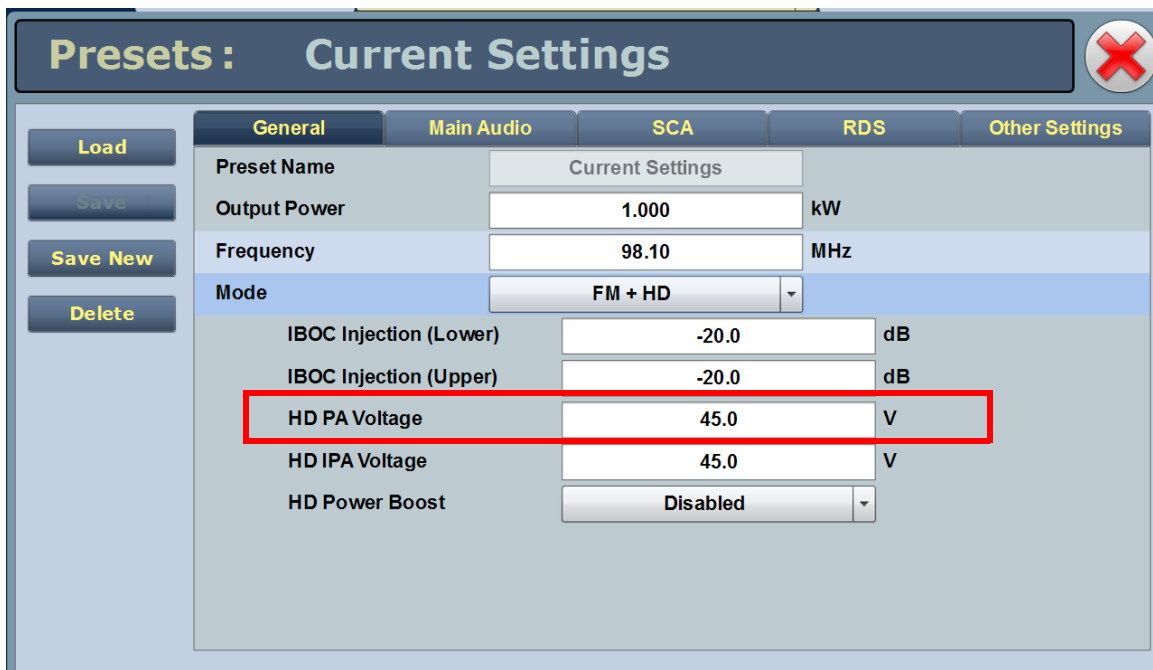 Presets: Current Settings
General Main Audio SCA RDS Other Settings
Load
Save
Save New
Delete
Preset Name Current Settings
Output Power 1.000 kW
Frequency 98.10 MHz
Mode FM + HD
IBOC Injection (Lower) -20.0 dB
IBOC Injection (Upper) -20.0 dB
HD PA Voltage 45.0 V
HD IPA Voltage 45.0 V
HD Power Boost Disabled